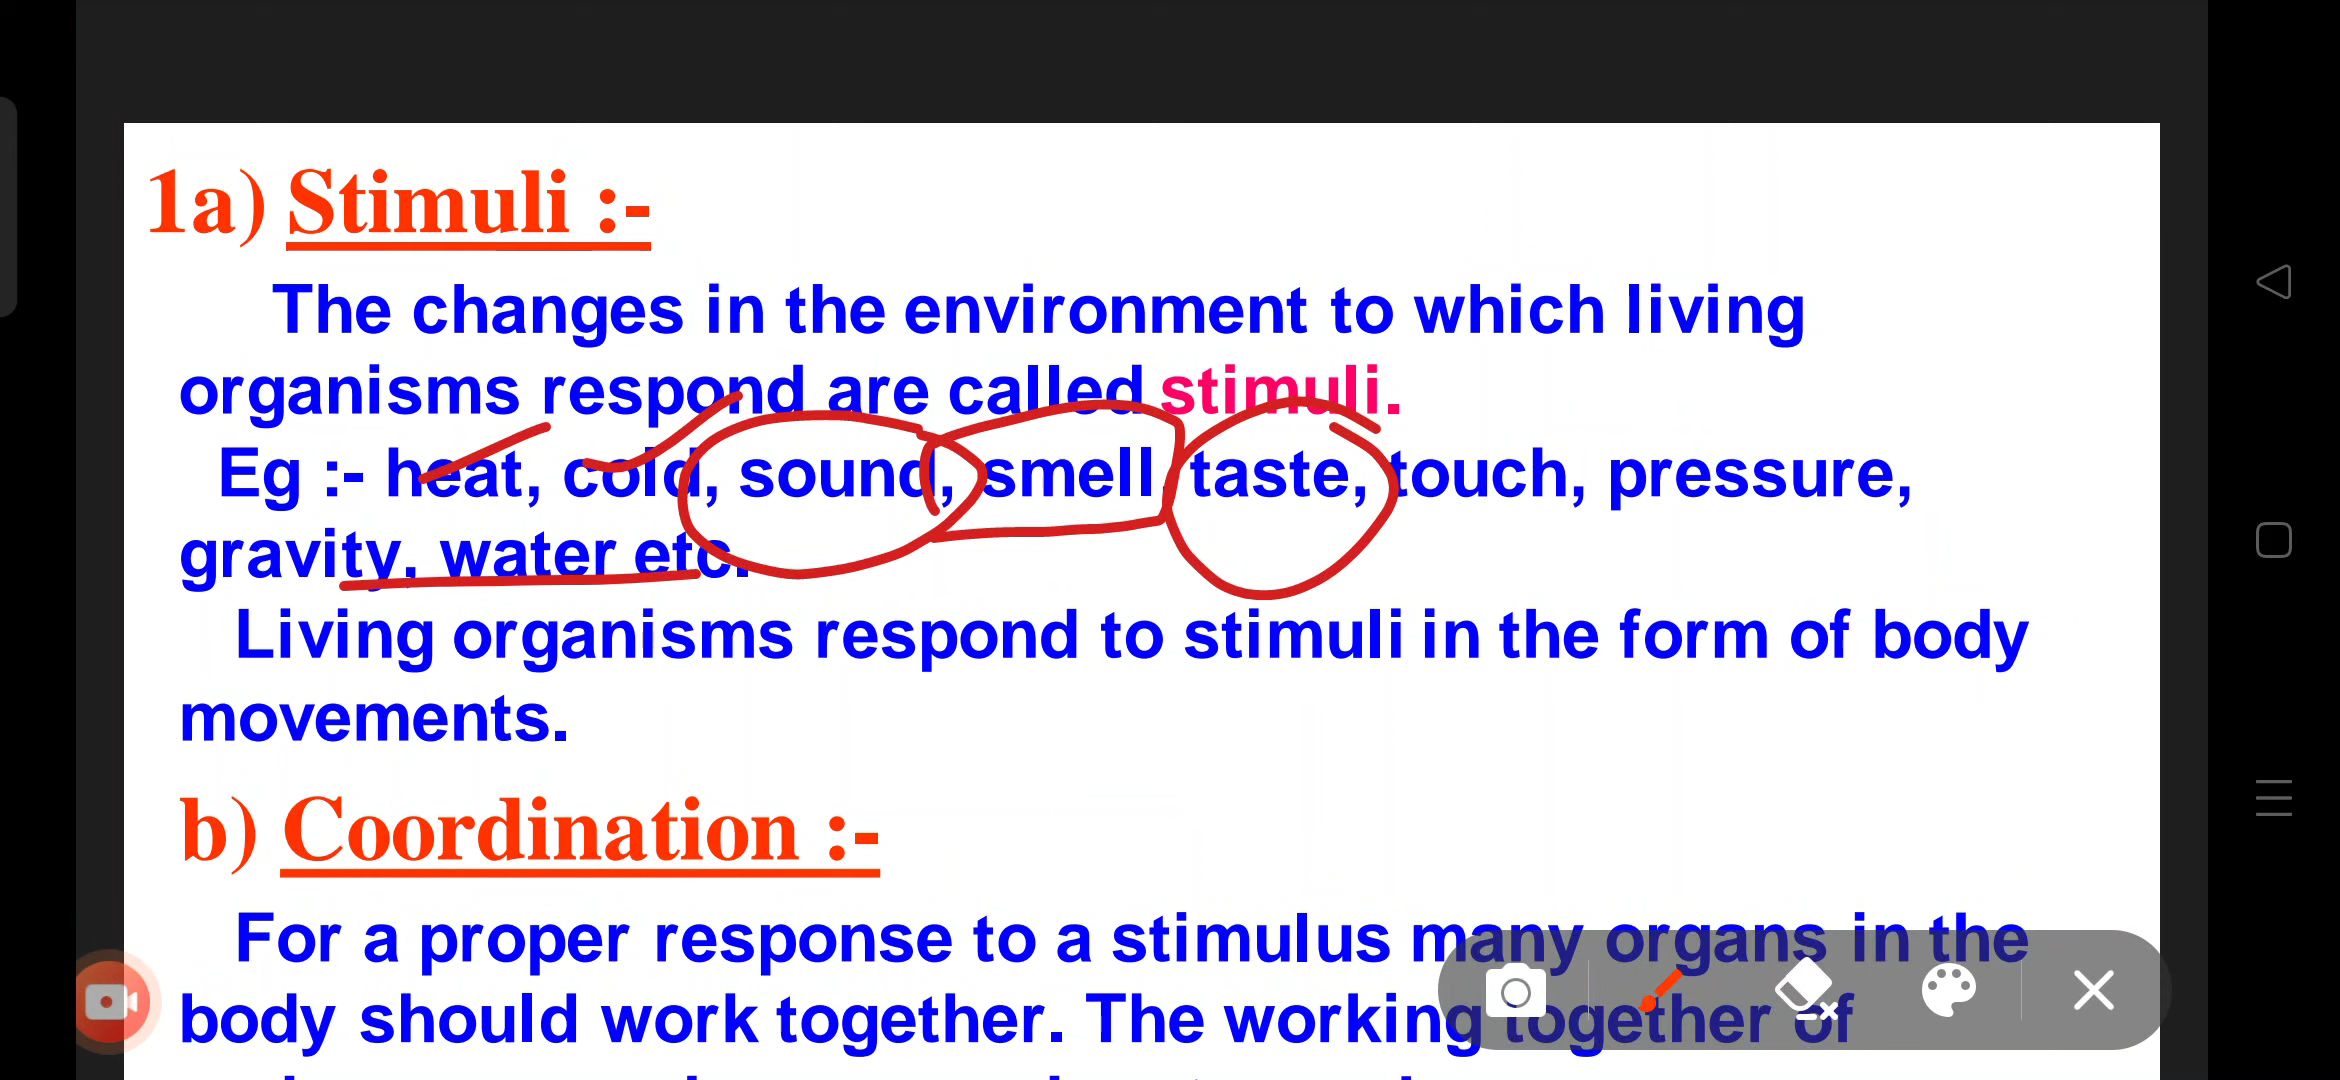 1a) Stimuli :-
The changes in the environment to which living
organisms respond are called stimuli.
Eg :- heat, cold, sound, smell, taste, touch, pressure,
gravity, water etc.
Living organisms respond to stimuli in the form of body
movements.
b) Coordination :-
For a proper response to a stimulus many organs in the
body should work together. The working together of